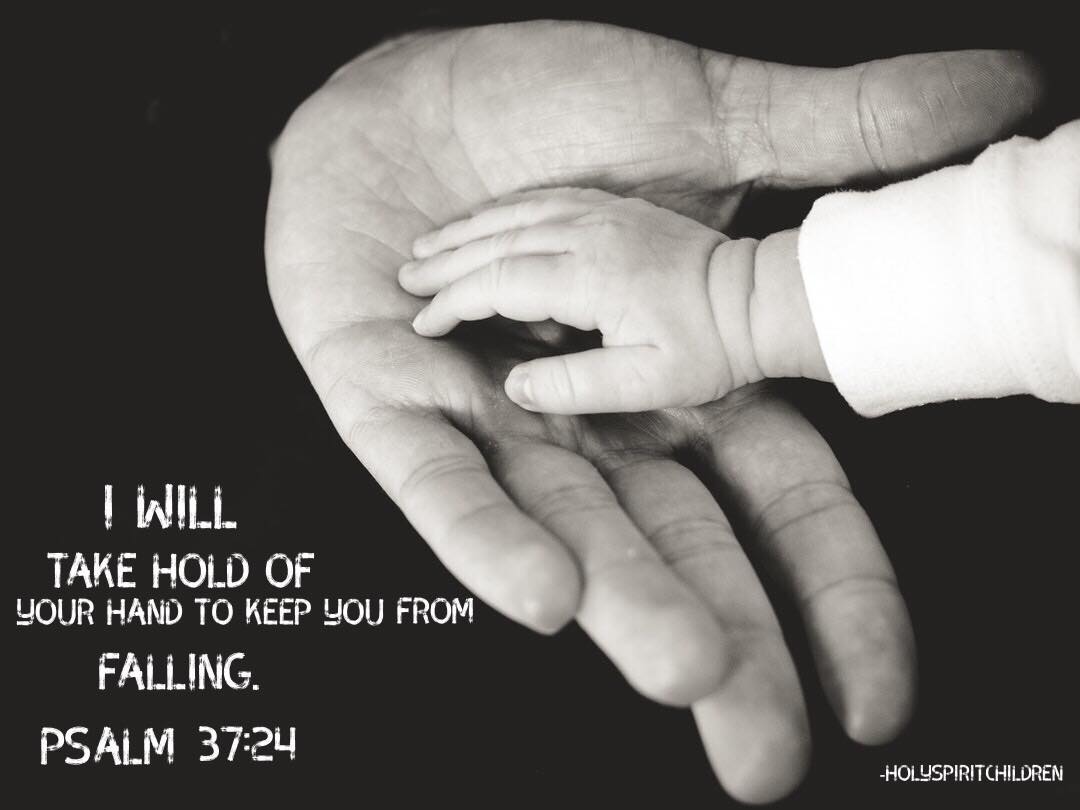 I WILL
TAKE HOLD OF
YOUR HAND TO KEEP YOU FROM
FALLING.
PSALM 37:24
-HOLYSPIRITCHILDREN